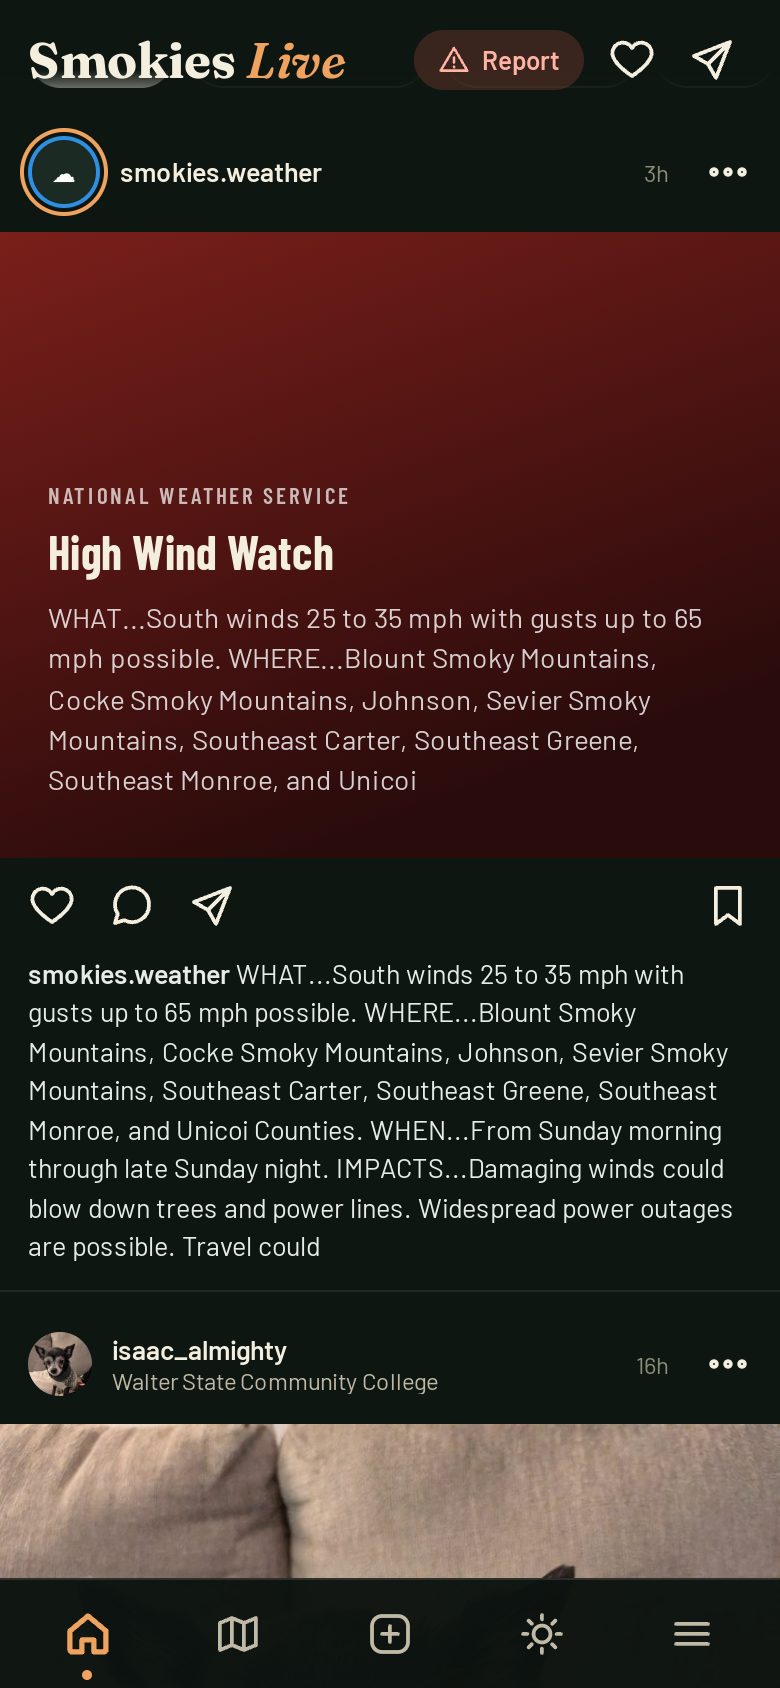 Smokies Live
Report
smokies.weather
3h
NATIONAL WEATHER SERVICE
High Wind Watch
WHAT...South winds 25 to 35 mph with gusts up to 65
mph possible. WHERE...Blount Smoky Mountains,
Cocke Smoky Mountains, Johnson, Sevier Smoky
Mountains, Southeast Carter, Southeast Greene,
Southeast Monroe, and Unicoi
smokies.weather WHAT...South winds 25 to 35 mph with
gusts up to 65 mph possible. WHERE...Blount Smoky
Mountains, Cocke Smoky Mountains, Johnson, Sevier Smoky
Mountains, Southeast Carter, Southeast Greene, Southeast
Monroe, and Unicoi Counties. WHEN...From Sunday morning
through late Sunday night. IMPACTS...Damaging winds could
blow down trees and power lines. Widespread power outages
are possible. Travel could
isaac_almighty
Walter State Community College
16h